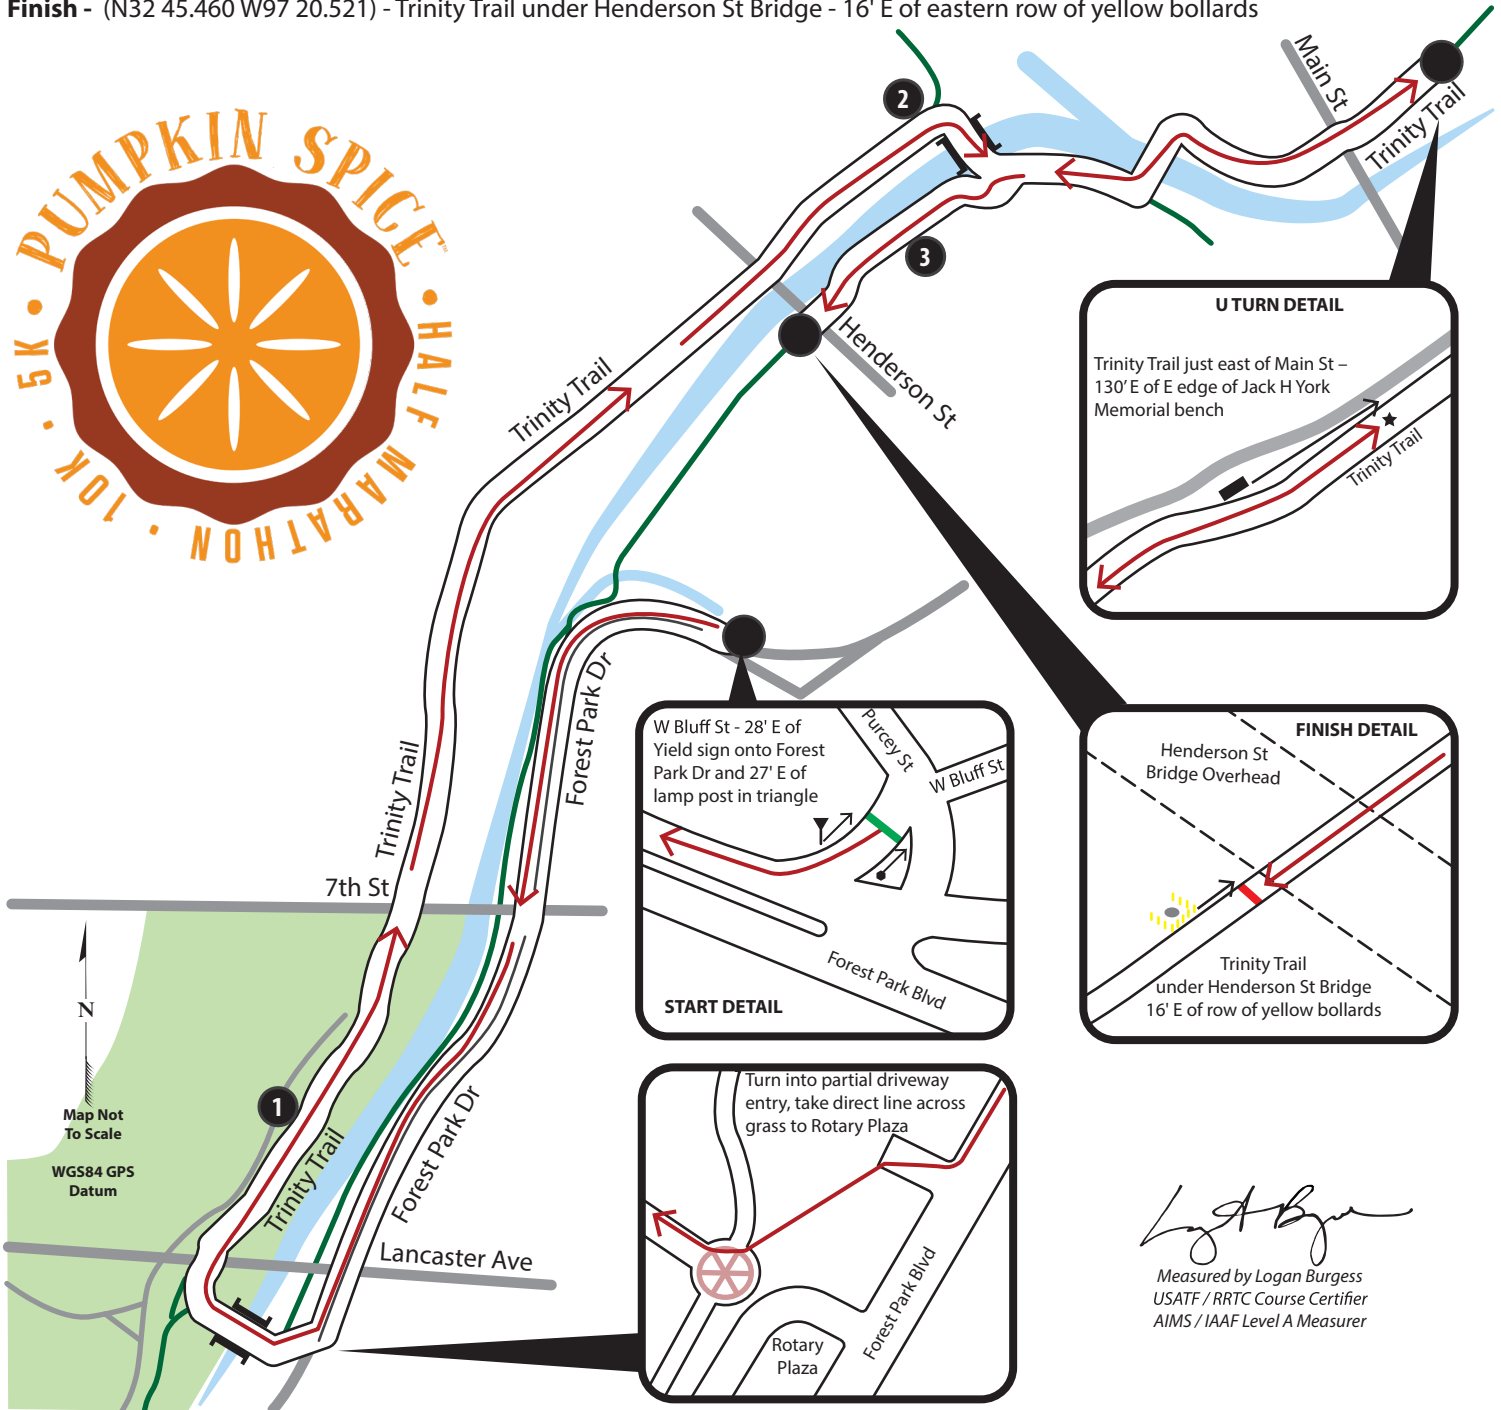 Finish - (N32 45.460 W97 20.521) - Trinity Trail under Henderson St Bridge - 16' E of eastern row of yellow bollards
PUMPKIN SPICE™
5K • 10K • HALF MARATHON
2
Main St
Trinity Trail
3
Henderson St
Trinity Trail
U TURN DETAIL
Trinity Trail just east of Main St –
130' E of E edge of Jack H York
Memorial bench
Trinity Trail
Forest Park Dr
Trinity Trail
7th St
W Bluff St - 28' E of
Yield sign onto Forest
Park Dr and 27' E of
lamp post in triangle
Purcey St
W Bluff St
Forest Park Blvd
START DETAIL
FINISH DETAIL
Henderson St
Bridge Overhead
Trinity Trail
under Henderson St Bridge
16' E of row of yellow bollards
N
Map Not
To Scale
WGS84 GPS
Datum
1
Trinity Trail
Forest Park Dr
Lancaster Ave
Turn into partial driveway
entry, take direct line across
grass to Rotary Plaza
Forest Park Blvd
Rotary
Plaza
Measured by Logan Burgess
USATF / RRTC Course Certifier
AIMS / IAAF Level A Measurer